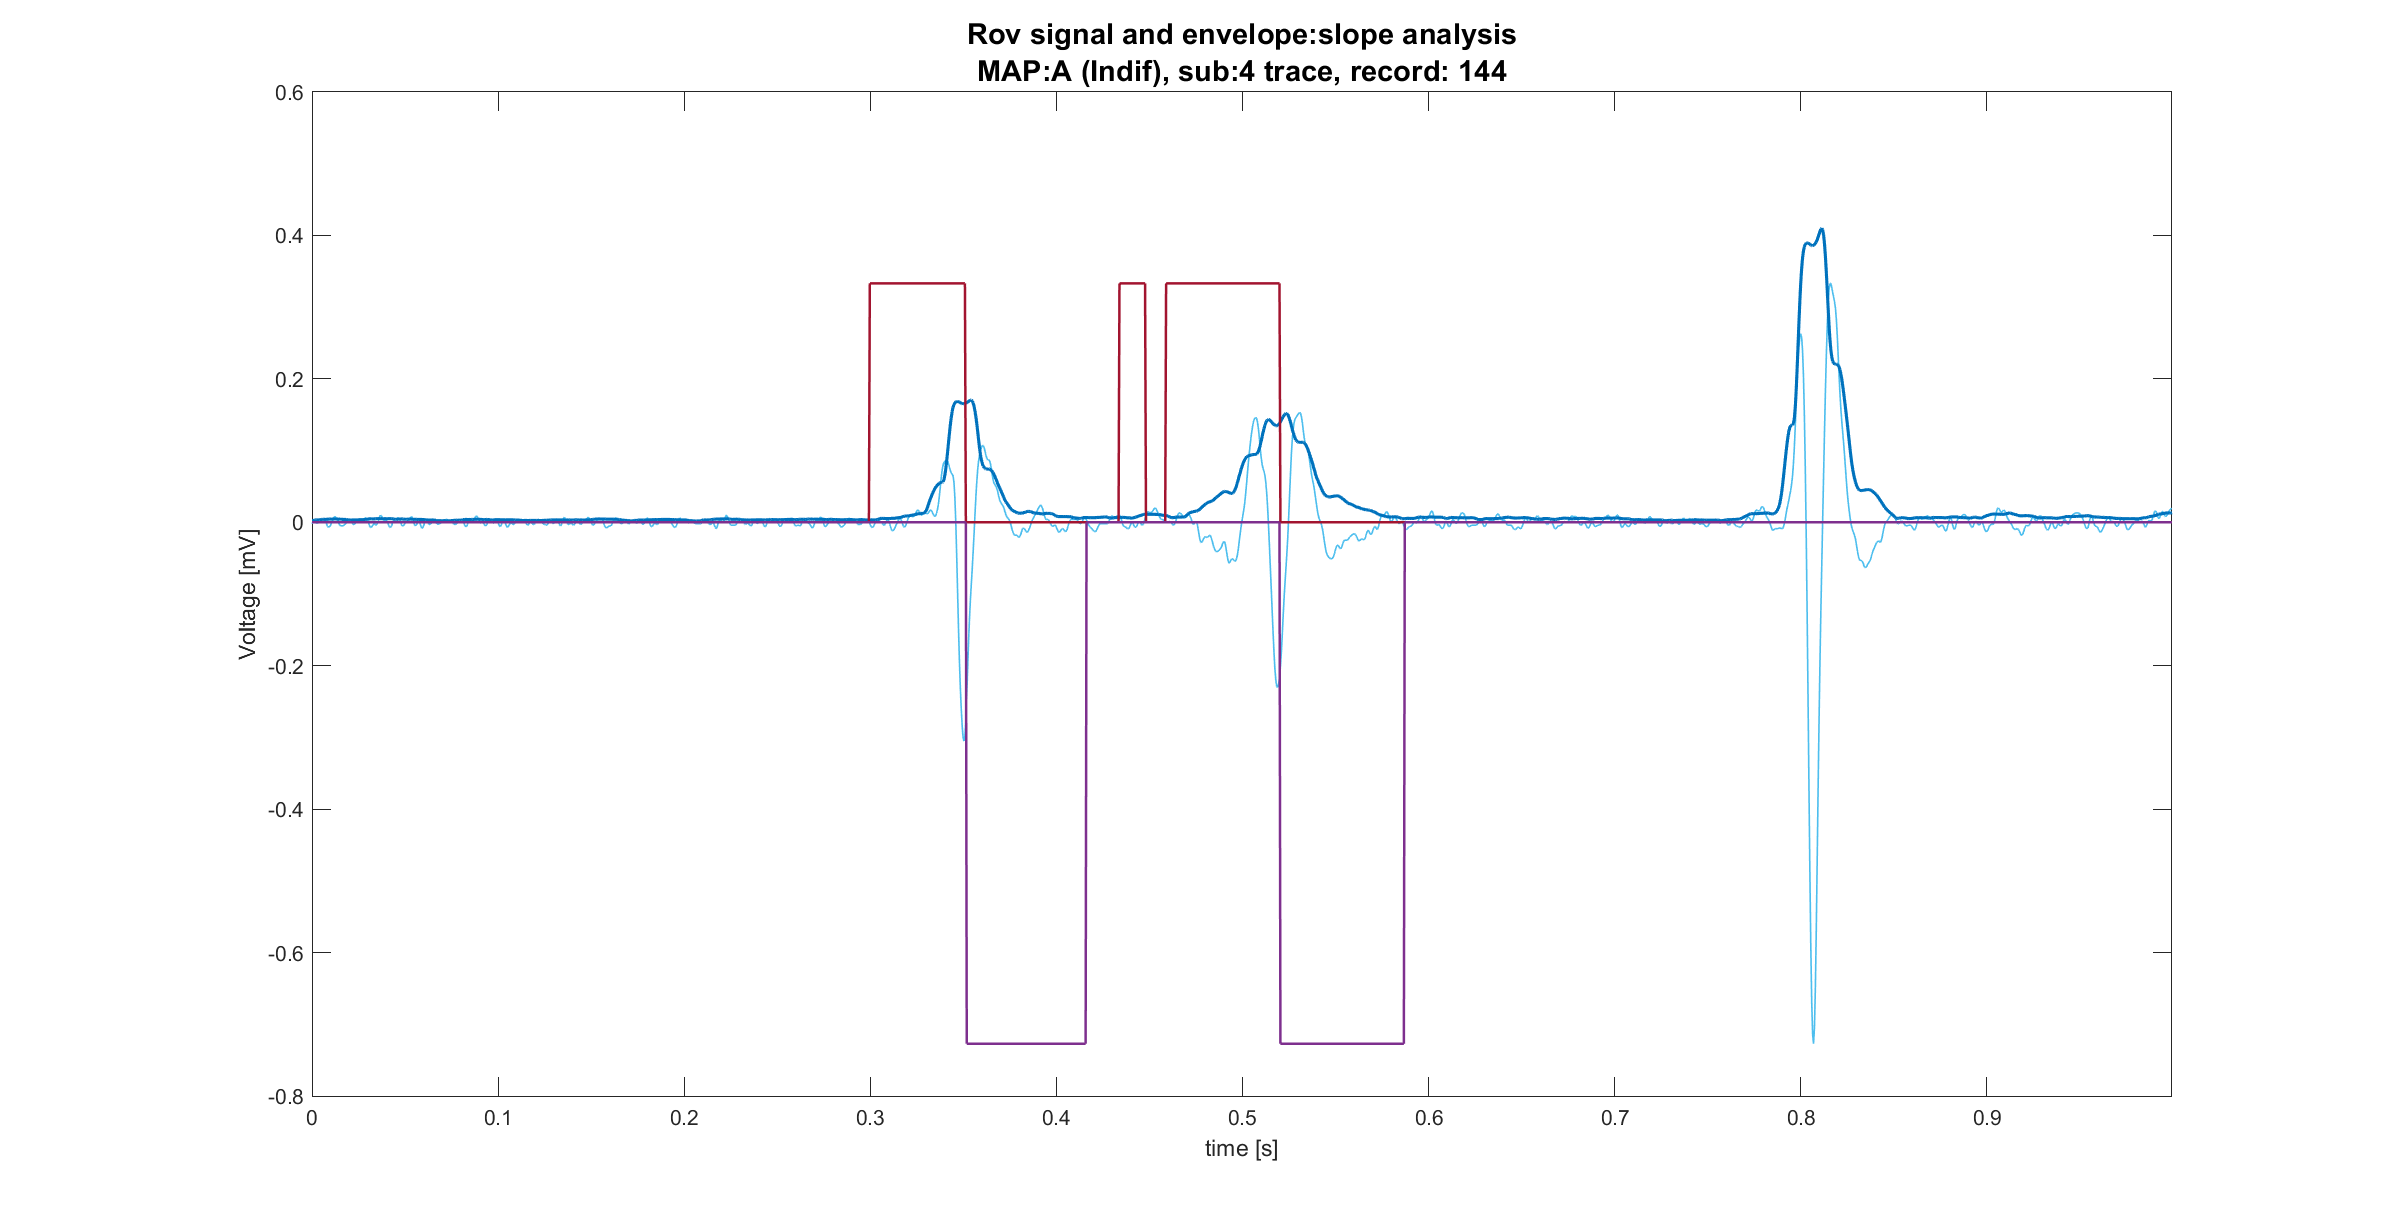 Rov signal and envelope:slope analysis
MAP:A (Indif), sub:4 trace, record: 144
0.6
0.4
0.2
0
-0.2
-0.4
-0.6
-0.8
Voltage [mV]
0 0.1 0.2 0.3 0.4 0.5 0.6 0.7 0.8 0.9
time [s]